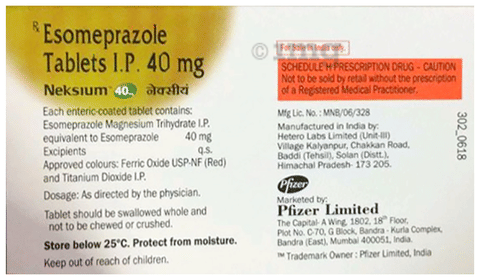 Rx Esomeprazole
Tablets I.P. 40 mg
Neksium™ 40 नेक्सीयं
Each enteric-coated tablet contains:
Esomeprazole Magnesium Trihydrate I.P.
equivalent to Esomeprazole 40 mg
Excipients q.s.
Approved colours: Ferric Oxide USP-NF (Red)
and Titanium Dioxide I.P.
Dosage: As directed by the physician.
Tablet should be swallowed whole and
not to be chewed or crushed.
Store below 25°C. Protect from moisture.
Keep out of reach of children.
© 1mg
For Sale in India only.
SCHEDULE H PRESCRIPTION DRUG - CAUTION
Not to be sold by retail without the prescription
of a Registered Medical Practitioner.
Mfg Lic. No.: MNB/06/328
Manufactured in India by:
Hetero Labs Limited (Unit-III)
Village Kalyanpur, Chakkan Road,
Baddi (Tehsil), Solan (Distt.),
Himachal Pradesh- 173 205.
302_0618
Pfizer
Marketed by:
Pfizer Limited
The Capital- A Wing, 1802, 18th Floor,
Plot No. C-70, G Block, Bandra - Kurla Complex,
Bandra (East), Mumbai 400051, India.
™ Trademark Owner : Pfizer Limited, India